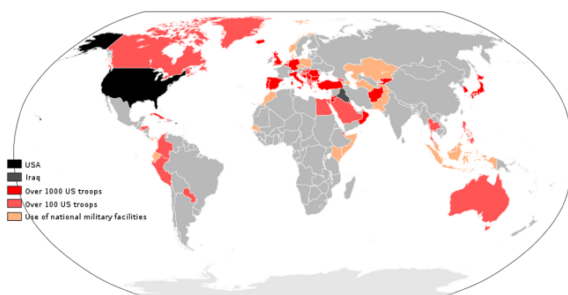 USA
Iraq
Over 1000 US troops
Over 100 US troops
Use of national military facilities